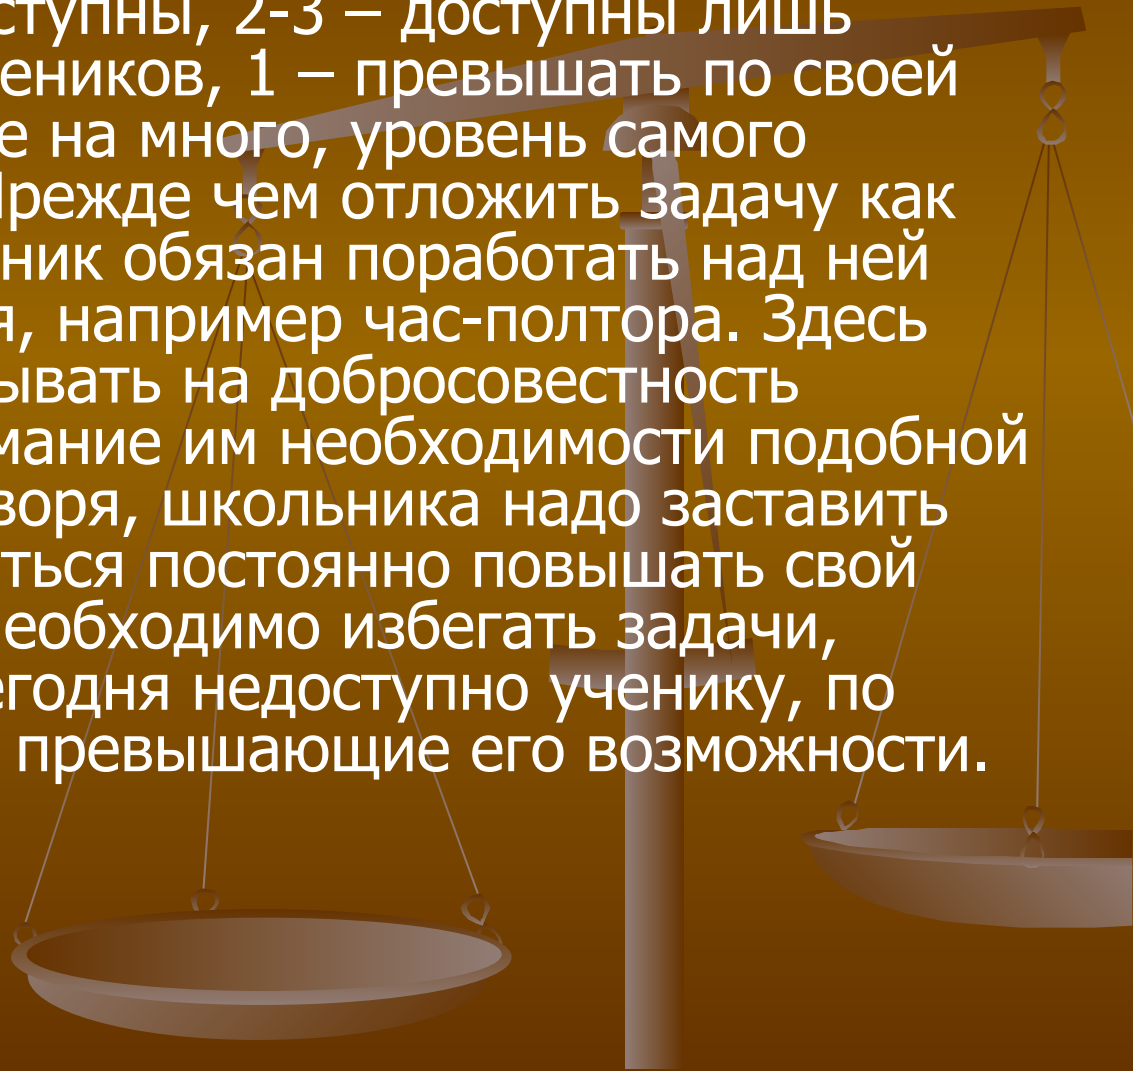 ступны, 2-3 – доступны лишь
еников, 1 – превышать по своей
е на много, уровень самого
Прежде чем отложить задачу как
ник обязан поработать над ней
я, например час-полтора. Здесь
ывать на добросовестность
мание им необходимости подобной
воря, школьника надо заставить
ться постоянно повышать свой
еобходимо избегать задачи,
егодня недоступно ученику, по
превышающие его возможности.